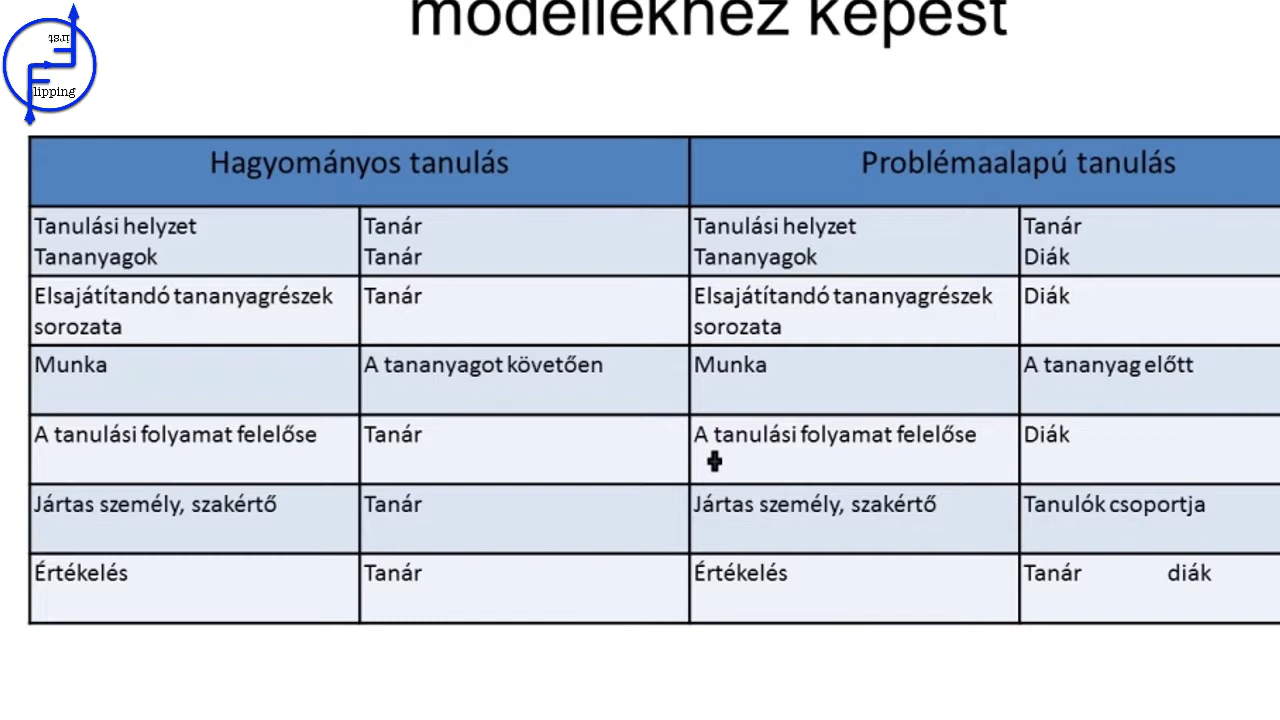 modellekhez képest
first
lipping
Hagyományos tanulás
Problémaalapú tanulás
Tanulási helyzet
Tananyagok
Tanár
Tanár
Tanulási helyzet
Tananyagok
Tanár
Diák
Elsajátítandó tananyagrészek
sorozata
Tanár
Elsajátítandó tananyagrészek
sorozata
Diák
Munka
A tananyagot követően
Munka
A tananyag előtt
A tanulási folyamat felelőse
Tanár
A tanulási folyamat felelőse
Diák
Jártas személy, szakértő
Tanár
Jártas személy, szakértő
Tanulók csoportja
Értékelés
Tanár
Értékelés
Tanár diák